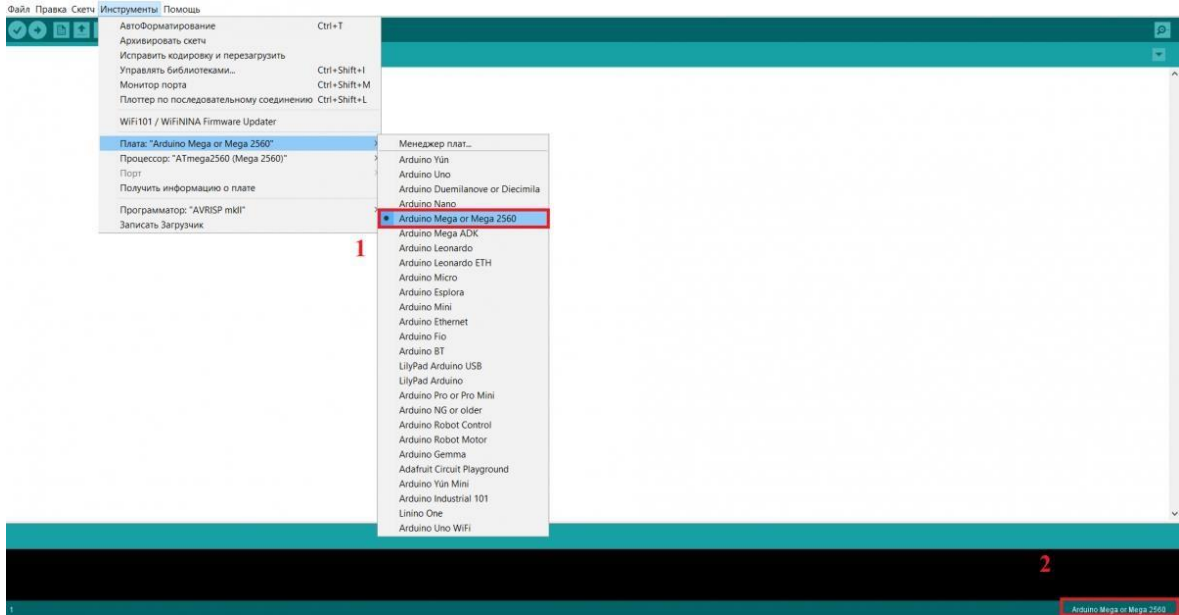 Файл Правка Скетч Инструменты Помощь
АвтоФорматирование Ctrl+T
Архивировать скетч
Исправить кодировку и перезагрузить
Управлять библиотеками... Ctrl+Shift+I
Монитор порта Ctrl+Shift+M
Плоттер по последовательному соединению Ctrl+Shift+L
WiFi101 / WiFiNINA Firmware Updater
Плата: "Arduino Mega or Mega 2560"
Процессор: "ATmega2560 (Mega 2560)"
Порт
Получить информацию о плате
Программатор: "AVRISP mkII"
Записать Загрузчик
1
Менеджер плат...
Arduino Yún
Arduino Uno
Arduino Duemilanove or Diecimila
Arduino Nano
Arduino Mega or Mega 2560
Arduino Mega ADK
Arduino Leonardo
Arduino Leonardo ETH
Arduino Micro
Arduino Esplora
Arduino Mini
Arduino Ethernet
Arduino Fio
Arduino BT
LilyPad Arduino USB
LilyPad Arduino
Arduino Pro or Pro Mini
Arduino NG or older
Arduino Robot Control
Arduino Robot Motor
Arduino Gemma
Adafruit Circuit Playground
Arduino Yún Mini
Arduino Industrial 101
Linino One
Arduino Uno WiFi
2
1
Arduino Mega or Mega 2560